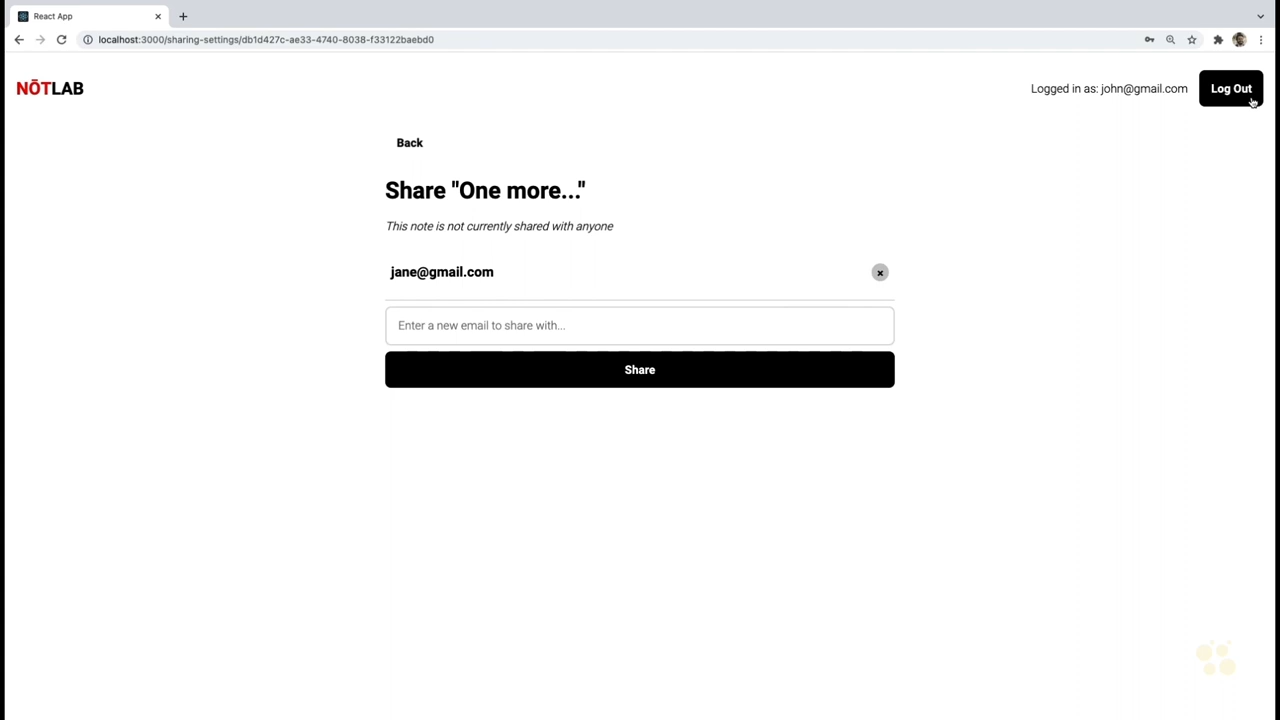 React App
localhost:3000/sharing-settings/db1d427c-ae33-4740-8038-f33122baebd0
NŌTLAB
Logged in as: john@gmail.com
Log Out
Back
Share "One more..."
This note is not currently shared with anyone
jane@gmail.com
Enter a new email to share with...
Share